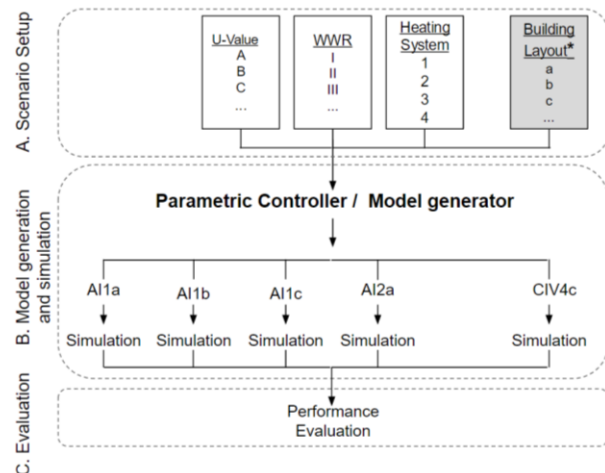 A. Scenario Setup
U-Value
A
B
C
...
WWR
I
II
III
...
Heating
System
1
2
3
4
Building
Layout*
a
b
c
...
B. Model generation
and simulation
Parametric Controller / Model generator
AI1a
AI1b
AI1c
AI2a
CIV4c
Simulation
Simulation
Simulation
Simulation
Simulation
C. Evaluation
Performance
Evaluation